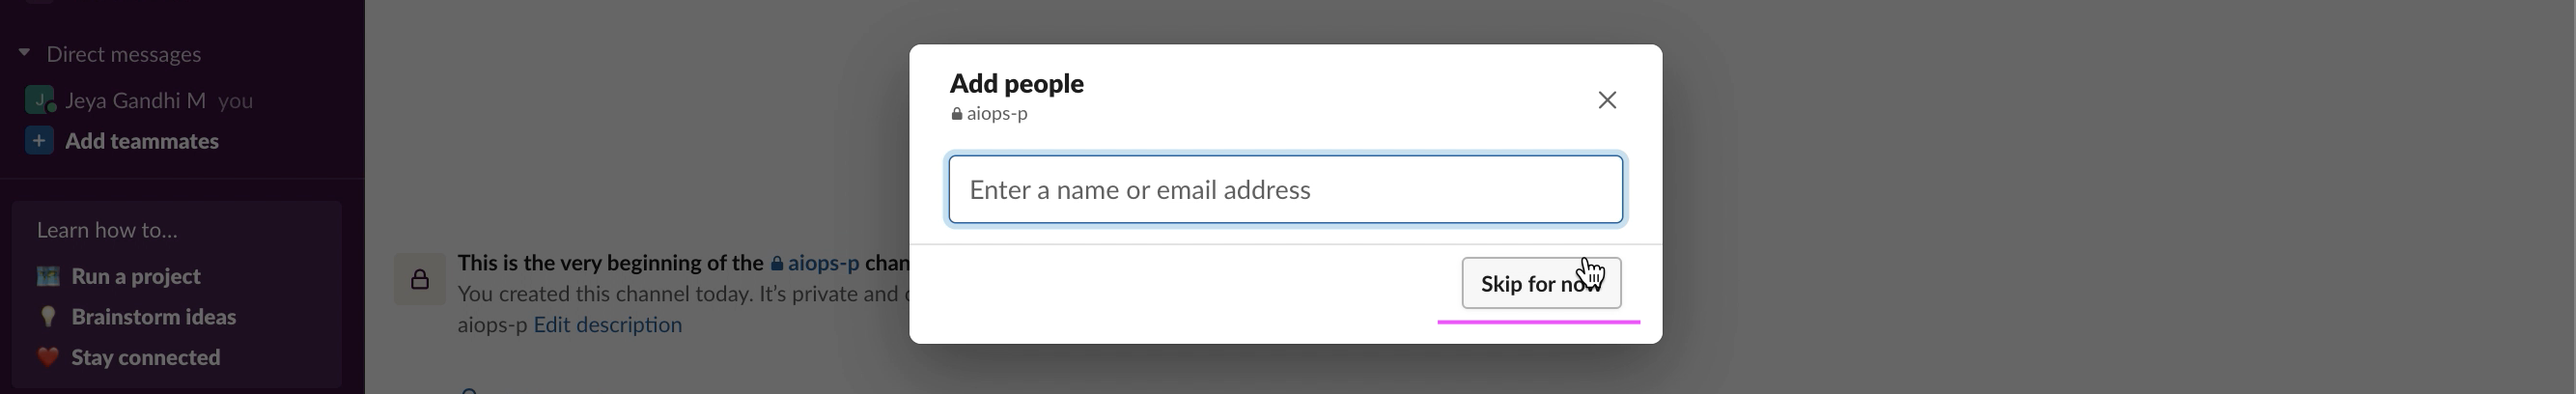 Direct messages
J Jeya Gandhi M you
+ Add teammates
Learn how to...
Run a project
Brainstorm ideas
Stay connected
This is the very beginning of the aiops-p chan
You created this channel today. It's private and
aiops-p Edit description
Add people
aiops-p
Enter a name or email address
Skip for now